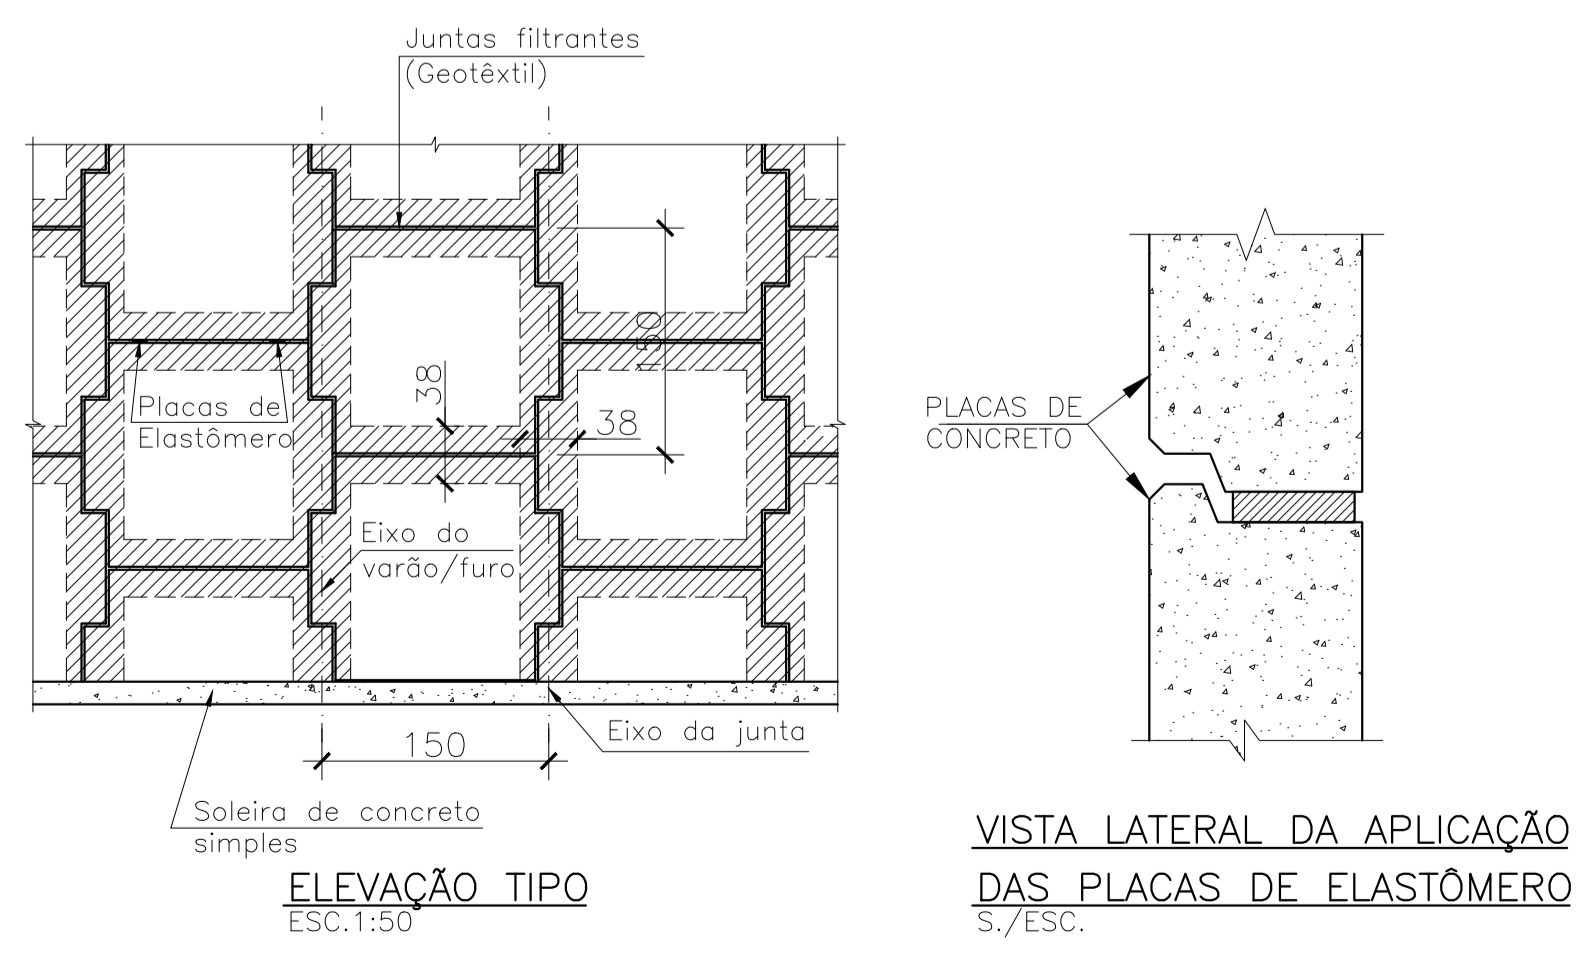 Juntas filtrantes
(Geotêxtil)
150
38
38
Placas de
Elastômero
Eixo do
varão/furo
Eixo da junta
150
Soleira de concreto
simples
ELEVAÇÃO TIPO
ESC.1:50
PLACAS DE
CONCRETO
VISTA LATERAL DA APLICAÇÃO
DAS PLACAS DE ELASTÔMERO
S./ESC.